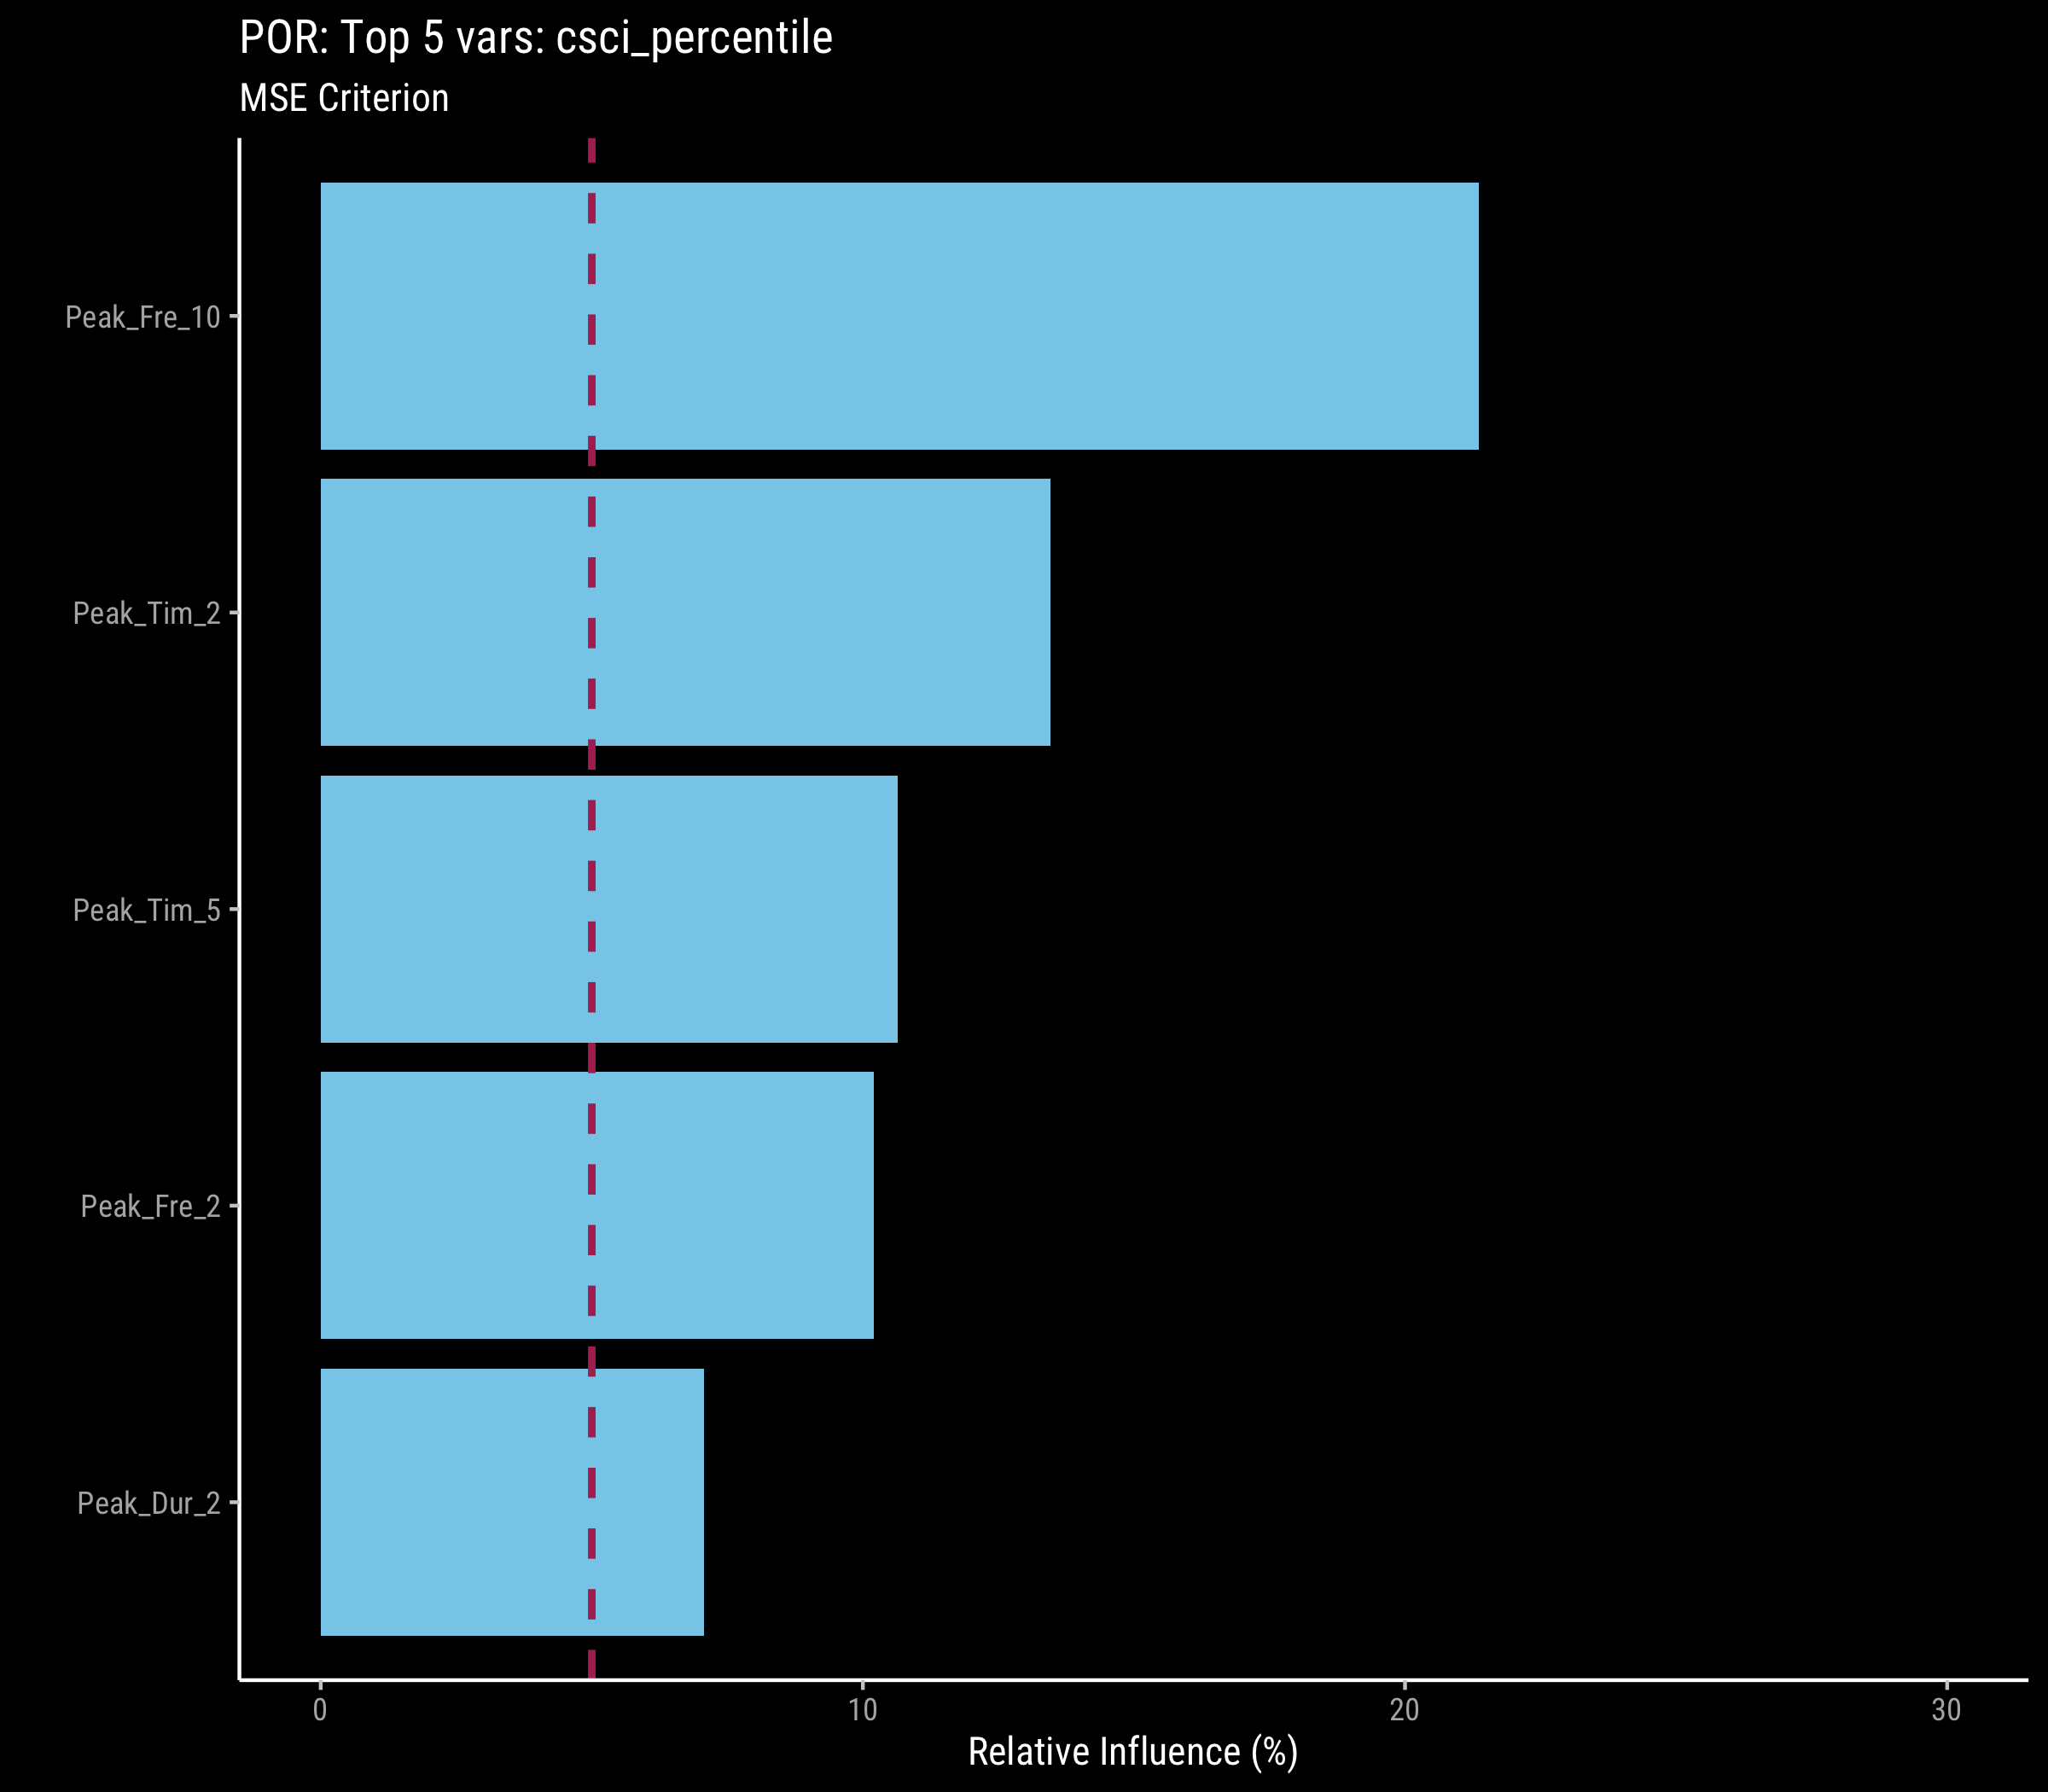 POR: Top 5 vars: csci_percentile
MSE Criterion
Peak_Fre_10
Peak_Tim_2
Peak_Tim_5
Peak_Fre_2
Peak_Dur_2
0 10 20 30
Relative Influence (%)